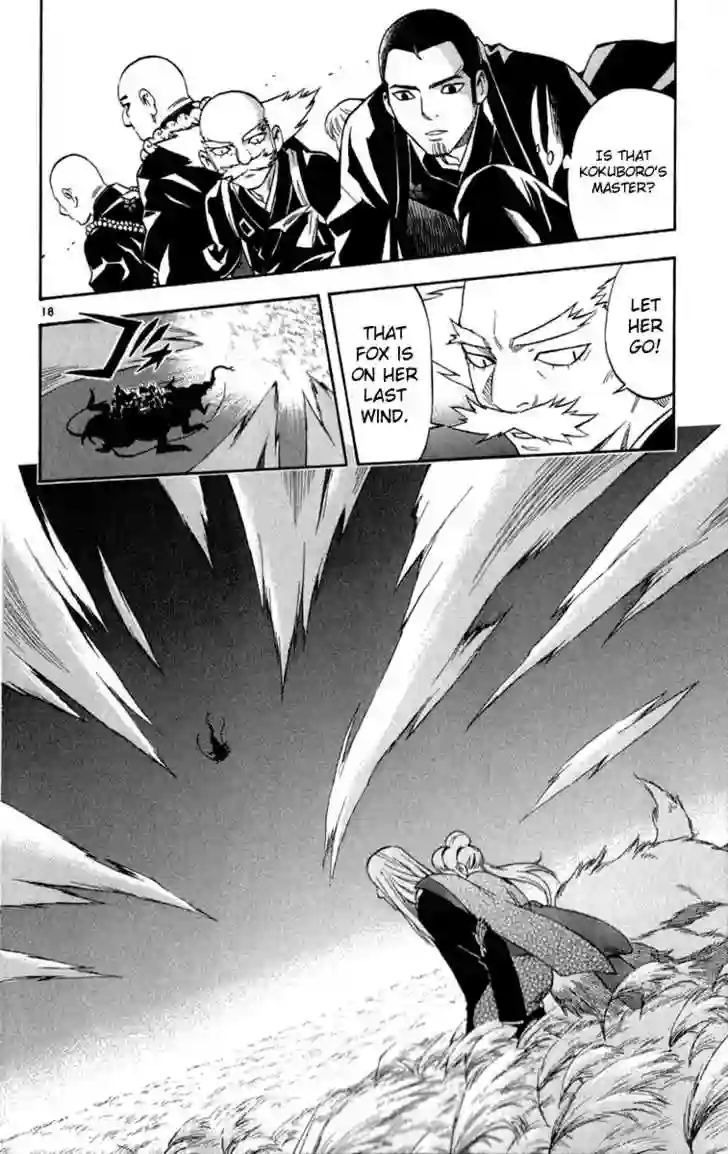 IS THAT
KOKUBORO'S
MASTER?
18
LET
HER
GO!
THAT
FOX IS
ON HER
LAST
WIND.